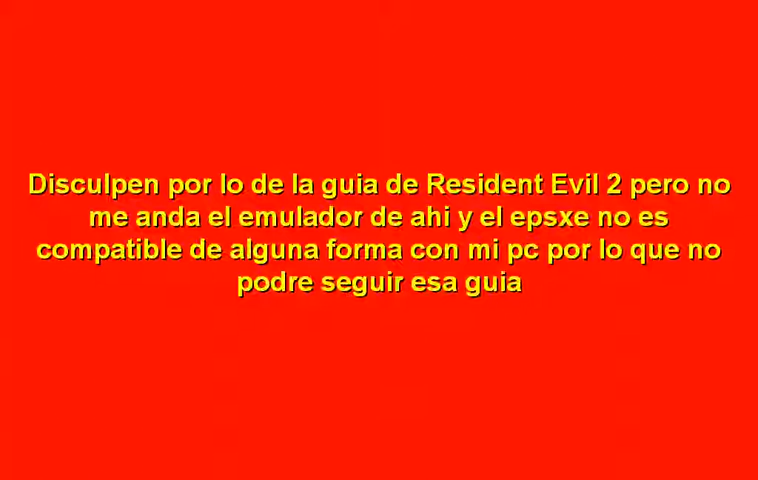 Disculpen por lo de la guia de Resident Evil 2 pero no
me anda el emulador de ahi y el epsxe no es
compatible de alguna forma con mi pc por lo que no
podre seguir esa guia